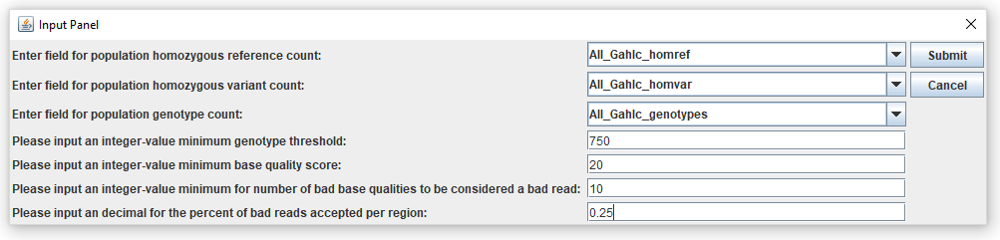 Input Panel
Enter field for population homozygous reference count: All_Gahlc_homref Submit
Enter field for population homozygous variant count: All_Gahlc_homvar Cancel
Enter field for population genotype count: All_Gahlc_genotypes
Please input an integer-value minimum genotype threshold: 750
Please input an integer-value minimum base quality score: 20
Please input an integer-value minimum for number of bad base qualities to be considered a bad read: 10
Please input an decimal for the percent of bad reads accepted per region: 0.25